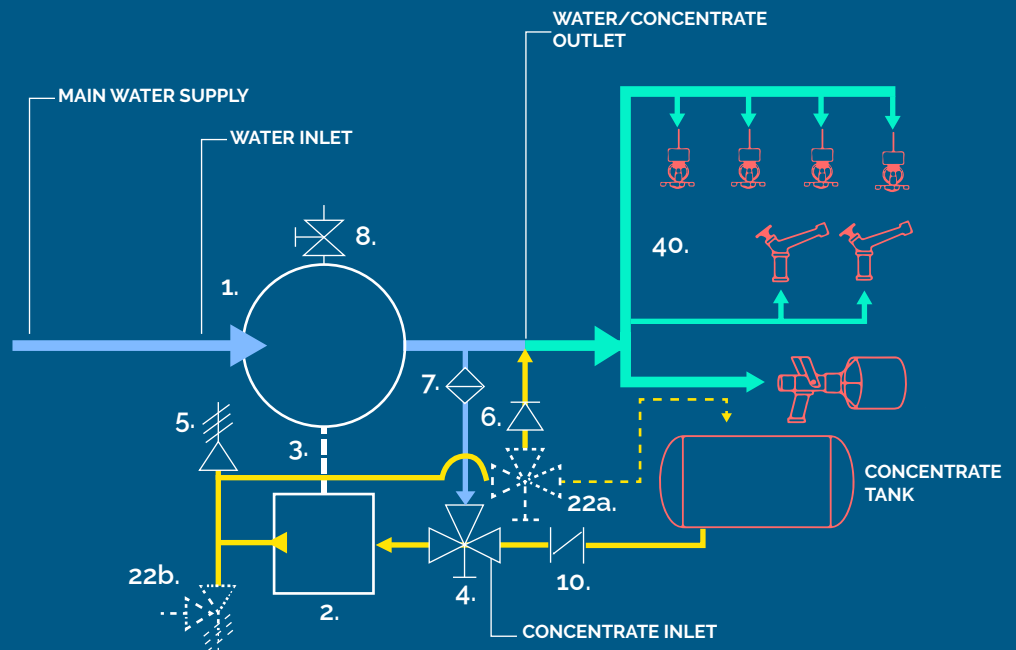 WATER/CONCENTRATE
OUTLET
MAIN WATER SUPPLY
WATER INLET
8.
40.
1.
7.
5.
6.
3.
CONCENTRATE
TANK
22a.
22b.
10.
4.
2.
CONCENTRATE INLET